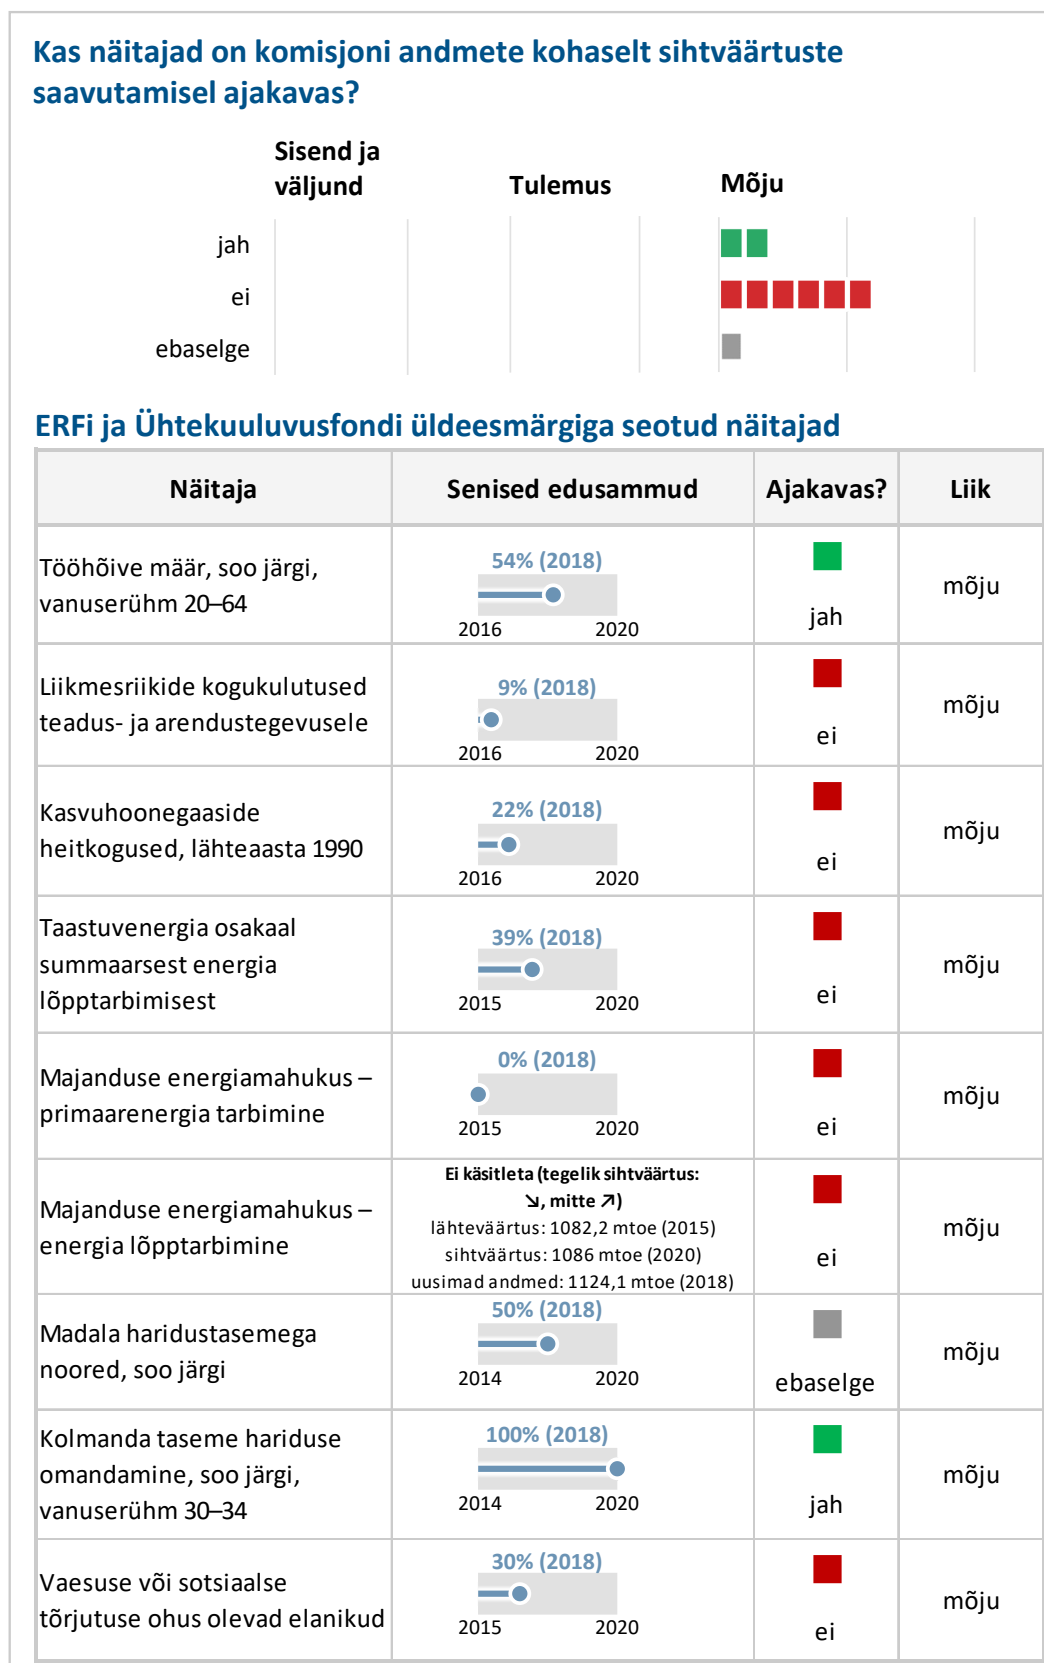 Kas näitajad on komisjoni andmete kohaselt sihtväärtuste
saavutamisel ajakavas?
Sisend ja
väljund
Tulemus
Mõju
jah
ei
ebaselge
ERFi ja Ühtekuuluvusfondi üldeesmärgiga seotud näitajad
Näitaja
Senised edusammud
Ajakavas?
Liik
Tööhõive määr, soo järgi,
vanuserühm 20–64
54% (2018)
2016
2020
jah
mõju
Liikmesriikide kogukulutused
teadus- ja arendustegevusele
9% (2018)
2016
2020
ei
mõju
Kasvuhoonegaaside
heitkogused, lähteaasta 1990
22% (2018)
2016
2020
ei
mõju
Taastuvenergia osakaal
summaarsest energia
lõpptarbimisest
39% (2018)
2015
2020
ei
mõju
Majanduse energiamahukus –
primaarenergia tarbimine
0% (2018)
2015
2020
ei
mõju
Majanduse energiamahukus –
energia lõpptarbimine
Ei käsitleta (tegelik sihtväärtus:
↘, mitte ↗)
lähteväärtus: 1082,2 mtoe (2015)
sihtväärtus: 1086 mtoe (2020)
uusimad andmed: 1124,1 mtoe (2018)
ei
mõju
Madala haridustasemega
noored, soo järgi
50% (2018)
2014
2020
ebaselge
mõju
Kolmanda taseme hariduse
omandamine, soo järgi,
vanuserühm 30–34
100% (2018)
2014
2020
jah
mõju
Vaesuse või sotsiaalse
tõrjutuse ohus olevad elanikud
30% (2018)
2015
2020
ei
mõju